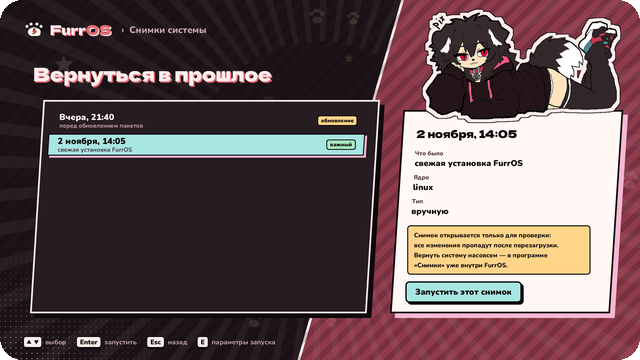 FurrOS › Снимки системы
Вернуться в прошлое
Вчера, 21:40
перед обновлением пакетов
обновление
2 ноября, 14:05
свежая установка FurrOS
важный
pix
2 ноября, 14:05
Что было
свежая установка FurrOS
Ядро
linux
Тип
вручную
Снимок открывается только для проверки:
все изменения пропадут после перезагрузки.
Вернуть систему насовсем — в программе
«Снимки» уже внутри FurrOS.
Запустить этот снимок
▲ ▼ выбор Enter запустить Esc назад E параметры запуска